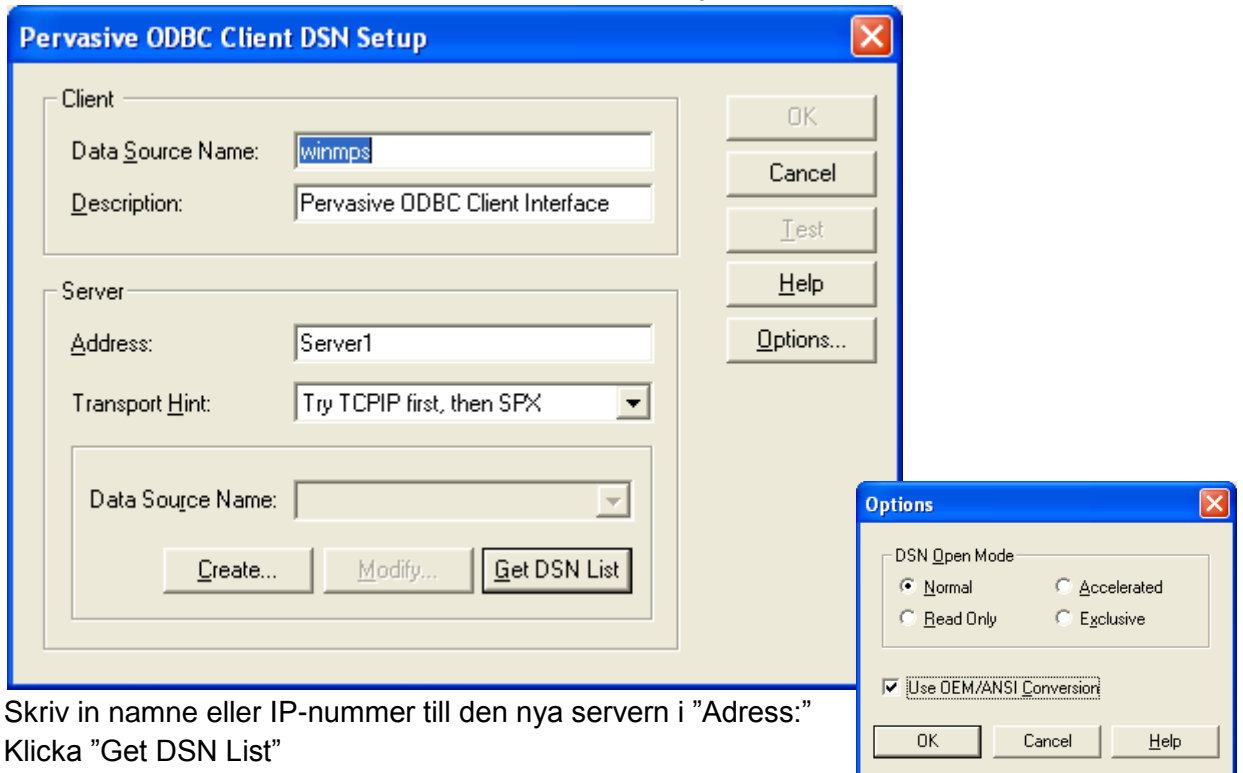 Pervasive ODBC Client DSN Setup
Client
Data Source Name:
winmps
Description:
Pervasive ODBC Client Interface
OK
Cancel
Test
Help
Options...
Server
Address:
Server1
Transport Hint:
Try TCPIP first, then SPX
Data Source Name:
Create...
Modify...
Get DSN List
Options
DSN Open Mode
Normal
Accelerated
Read Only
Exclusive
Use OEM/ANSI Conversion
OK
Cancel
Help
Skriv in namne eller IP-nummer till den nya servern i ”Adress:”
Klicka ”Get DSN List”